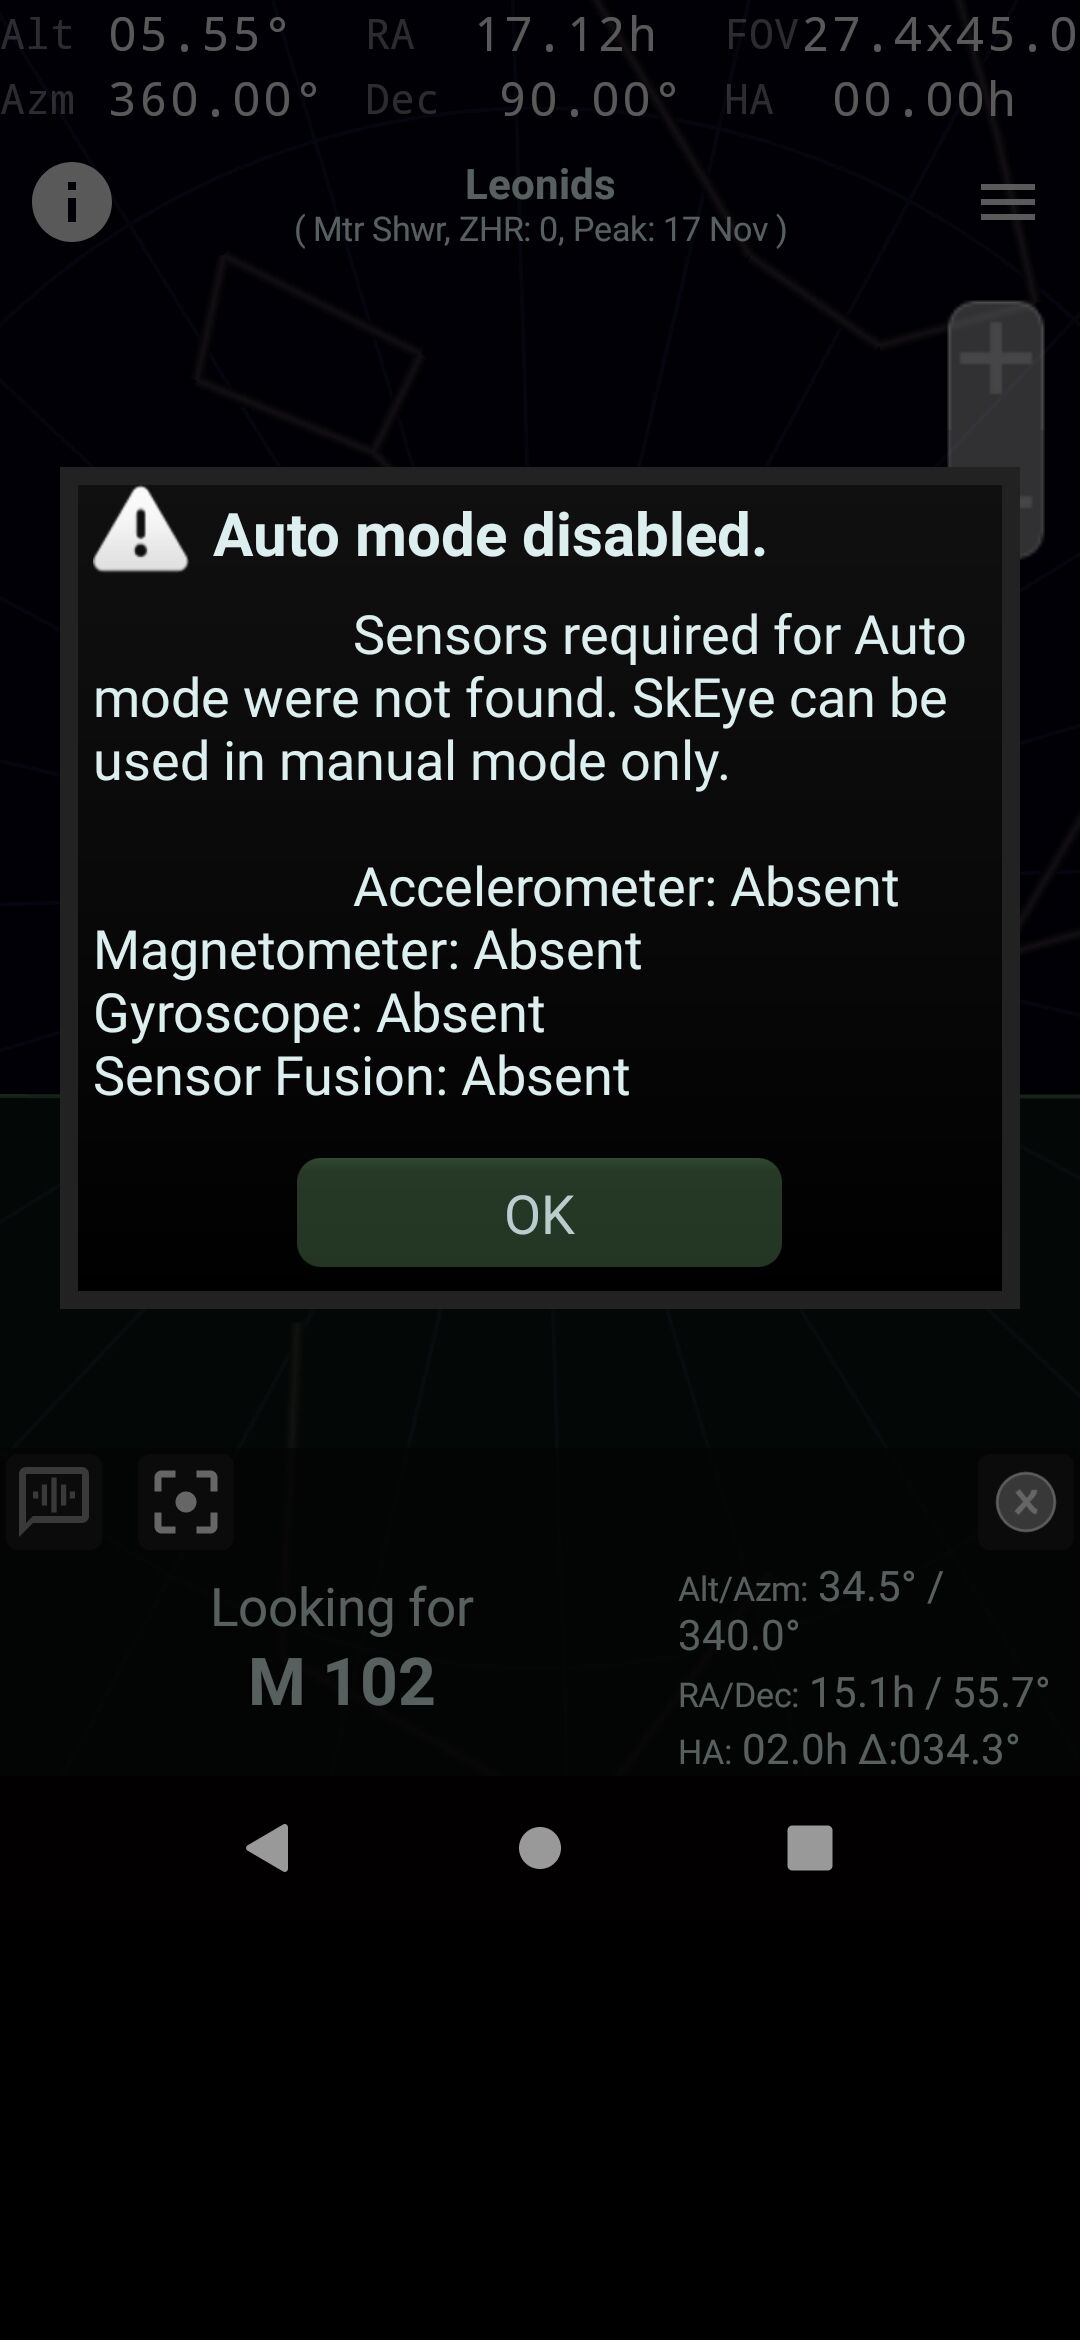 Alt 05.55° RA 17.12h FOV27.4x45.0
Azm 360.00° Dec 90.00° HA 00.00h
Leonids
( Mtr Shwr, ZHR: 0, Peak: 17 Nov )
Auto mode disabled.
Sensors required for Auto
mode were not found. SkEye can be
used in manual mode only.
Accelerometer: Absent
Magnetometer: Absent
Gyroscope: Absent
Sensor Fusion: Absent
OK
Looking for
M 102
Alt/Azm: 34.5° /
340.0°
RA/Dec: 15.1h / 55.7°
HA: 02.0h Δ:034.3°